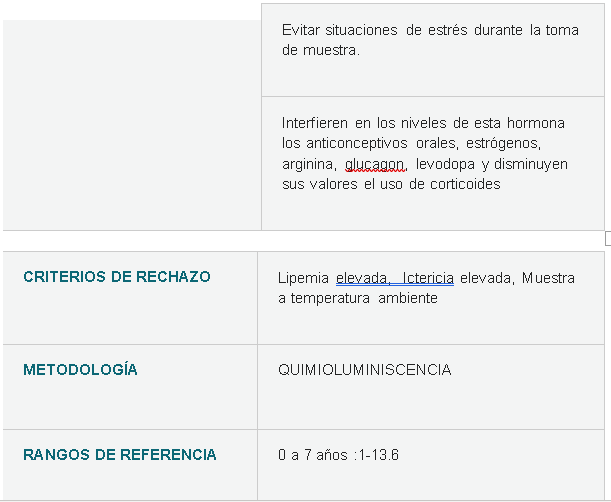 Evitar situaciones de estrés durante la toma
de muestra.
Interfieren en los niveles de esta hormona
los anticonceptivos orales, estrógenos,
arginina, glucagon, levodopa y disminuyen
sus valores el uso de corticoides
CRITERIOS DE RECHAZO
Lipemia elevada, Ictericia elevada, Muestra
a temperatura ambiente
METODOLOGÍA
QUIMIOLUMINISCENCIA
RANGOS DE REFERENCIA
0 a 7 años :1-13.6